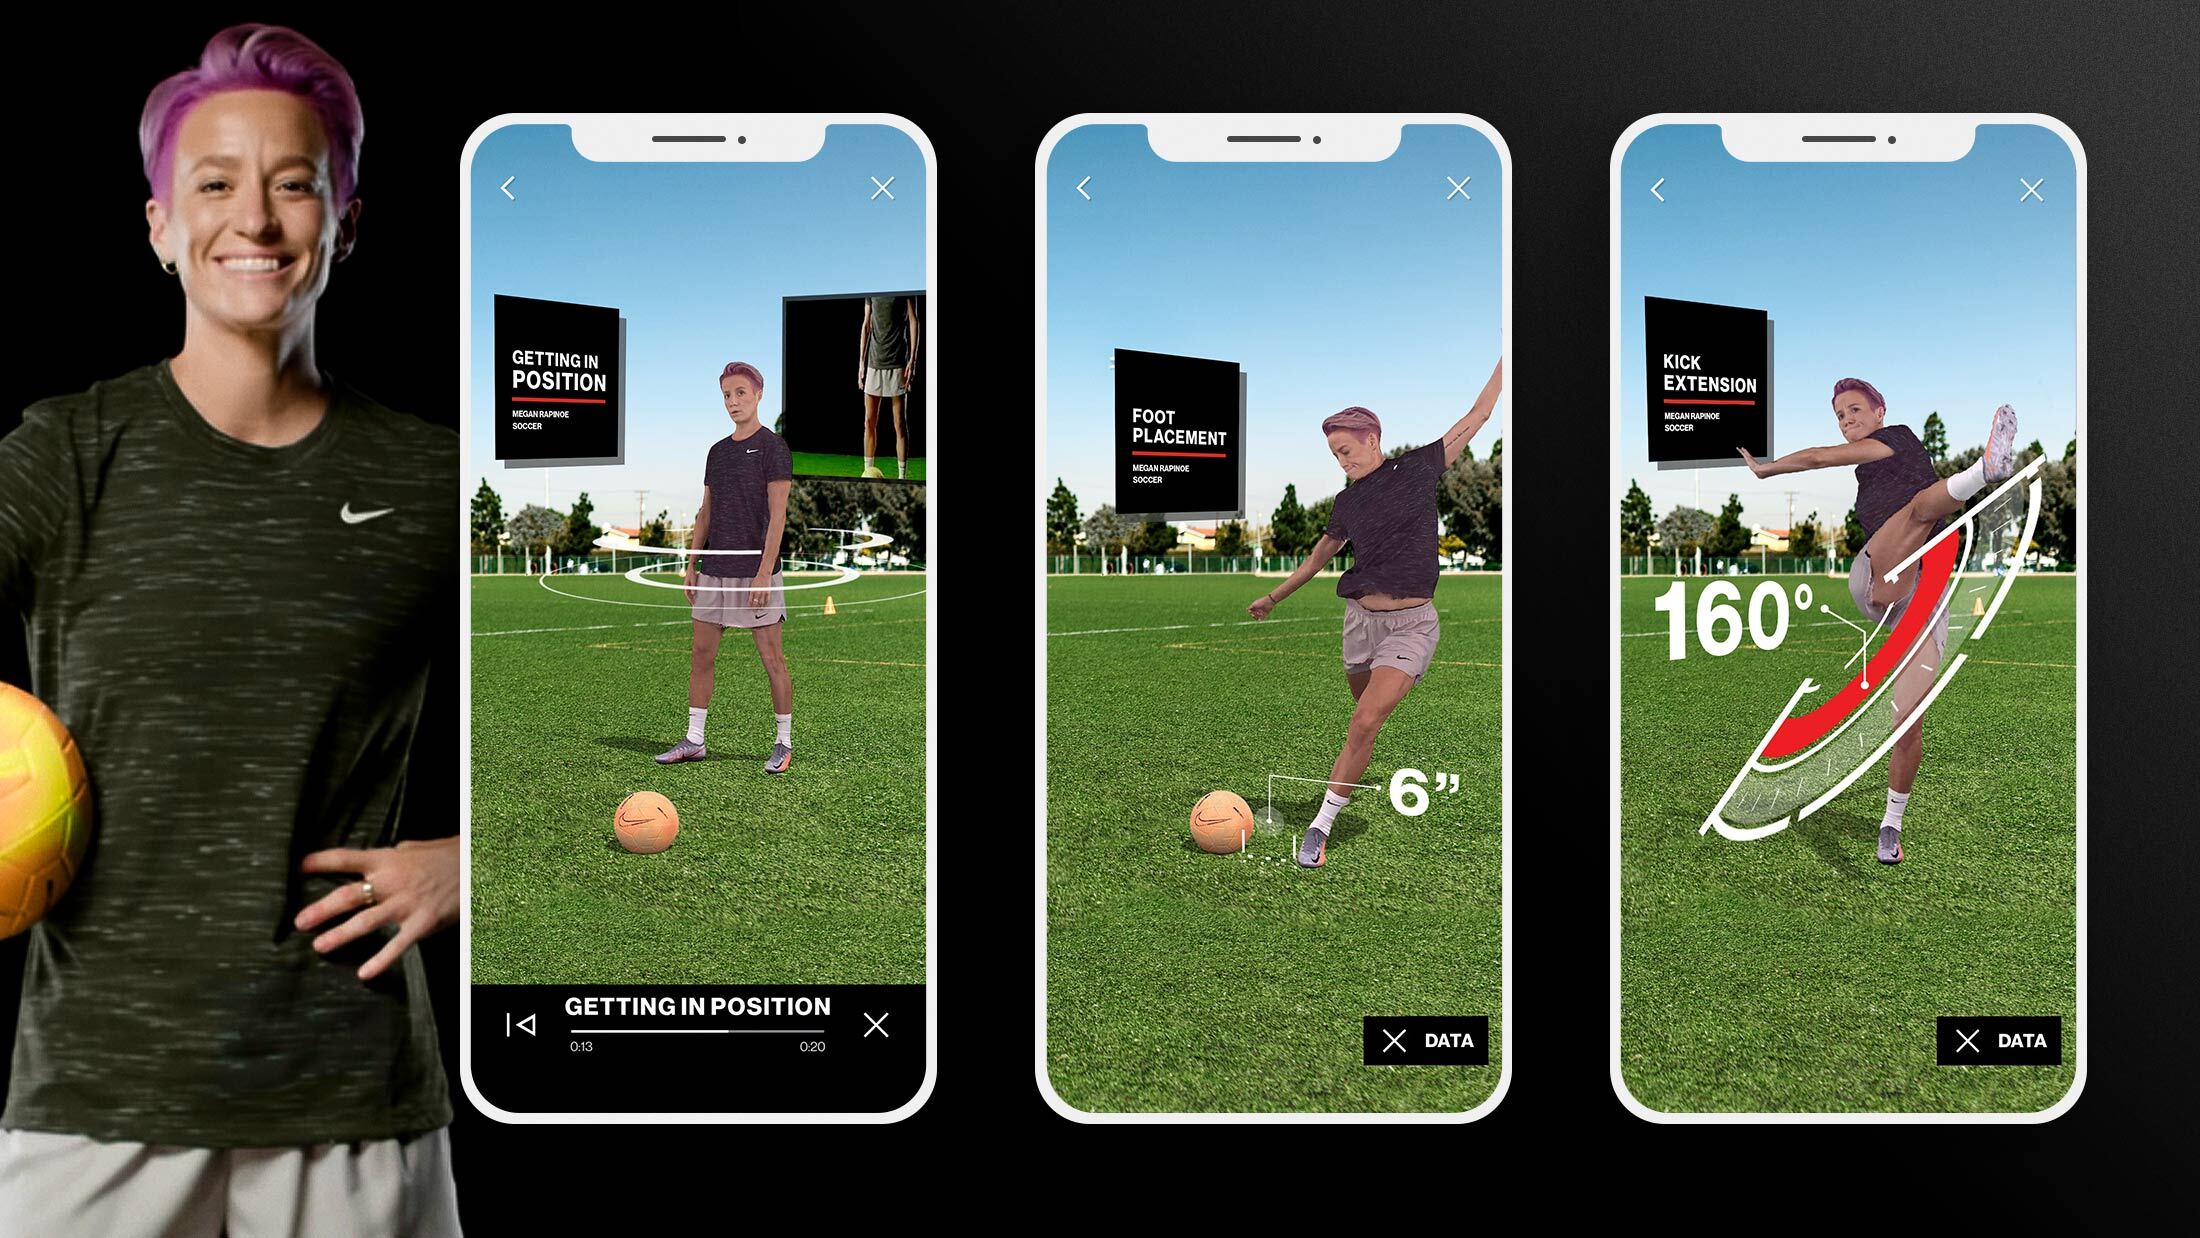 GETTING IN
POSITION
MEGAN RAPINOE
SOCCER
GETTING IN POSITION
0:13
0:20
FOOT
PLACEMENT
MEGAN RAPINOE
SOCCER
6”
DATA
KICK
EXTENSION
MEGAN RAPINOE
SOCCER
160°
DATA